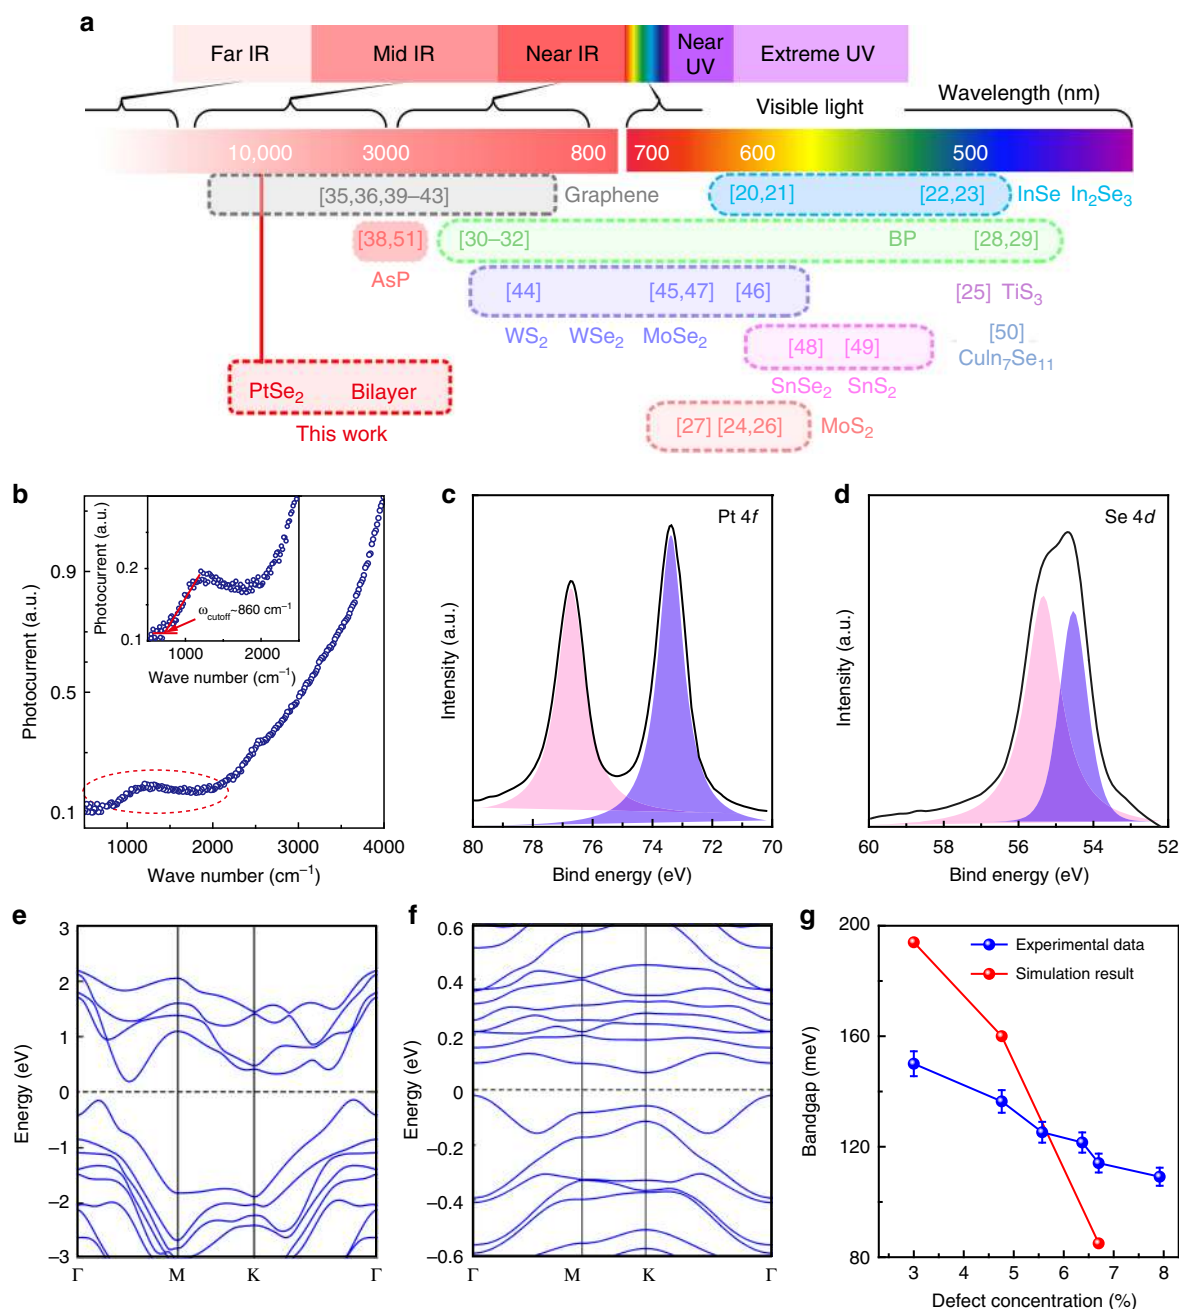 a
Far IR Mid IR Near IR Near UV Extreme UV
Visible light Wavelength (nm)
10,000 3000 800 700 600 500
[35,36,39–43] Graphene [20,21] [22,23] InSe In₂Se₃
[38,51] [30–32] BP [28,29]
AsP
[44] [45,47] [46] [25] TiS₃
WS₂ WSe₂ MoSe₂ [48] [49] [50]
CuIn₇Se₁₁
PtSe₂ Bilayer SnSe₂ SnS₂
This work [27] [24,26] MoS₂
b
Photocurrent (a.u.)
0.9
0.5
0.1
1000 2000 3000 4000
Wave number (cm⁻¹)
Photocurrent (a.u.)
0.2
0.1
ω_cutoff~860 cm⁻¹
1000 2000
Wave number (cm⁻¹)
c
Pt 4f
Intensity (a.u.)
80 78 76 74 72 70
Bind energy (eV)
d
Se 4d
Intensity (a.u.)
60 58 56 54 52
Bind energy (eV)
e
Energy (eV)
3
2
1
0
–1
–2
–3
Γ M K Γ
f
Energy (eV)
0.6
0.4
0.2
0
–0.2
–0.4
–0.6
Γ M K Γ
g
Bandgap (meV)
200
160
120
80
Experimental data
Simulation result
3 4 5 6 7 8
Defect concentration (%)